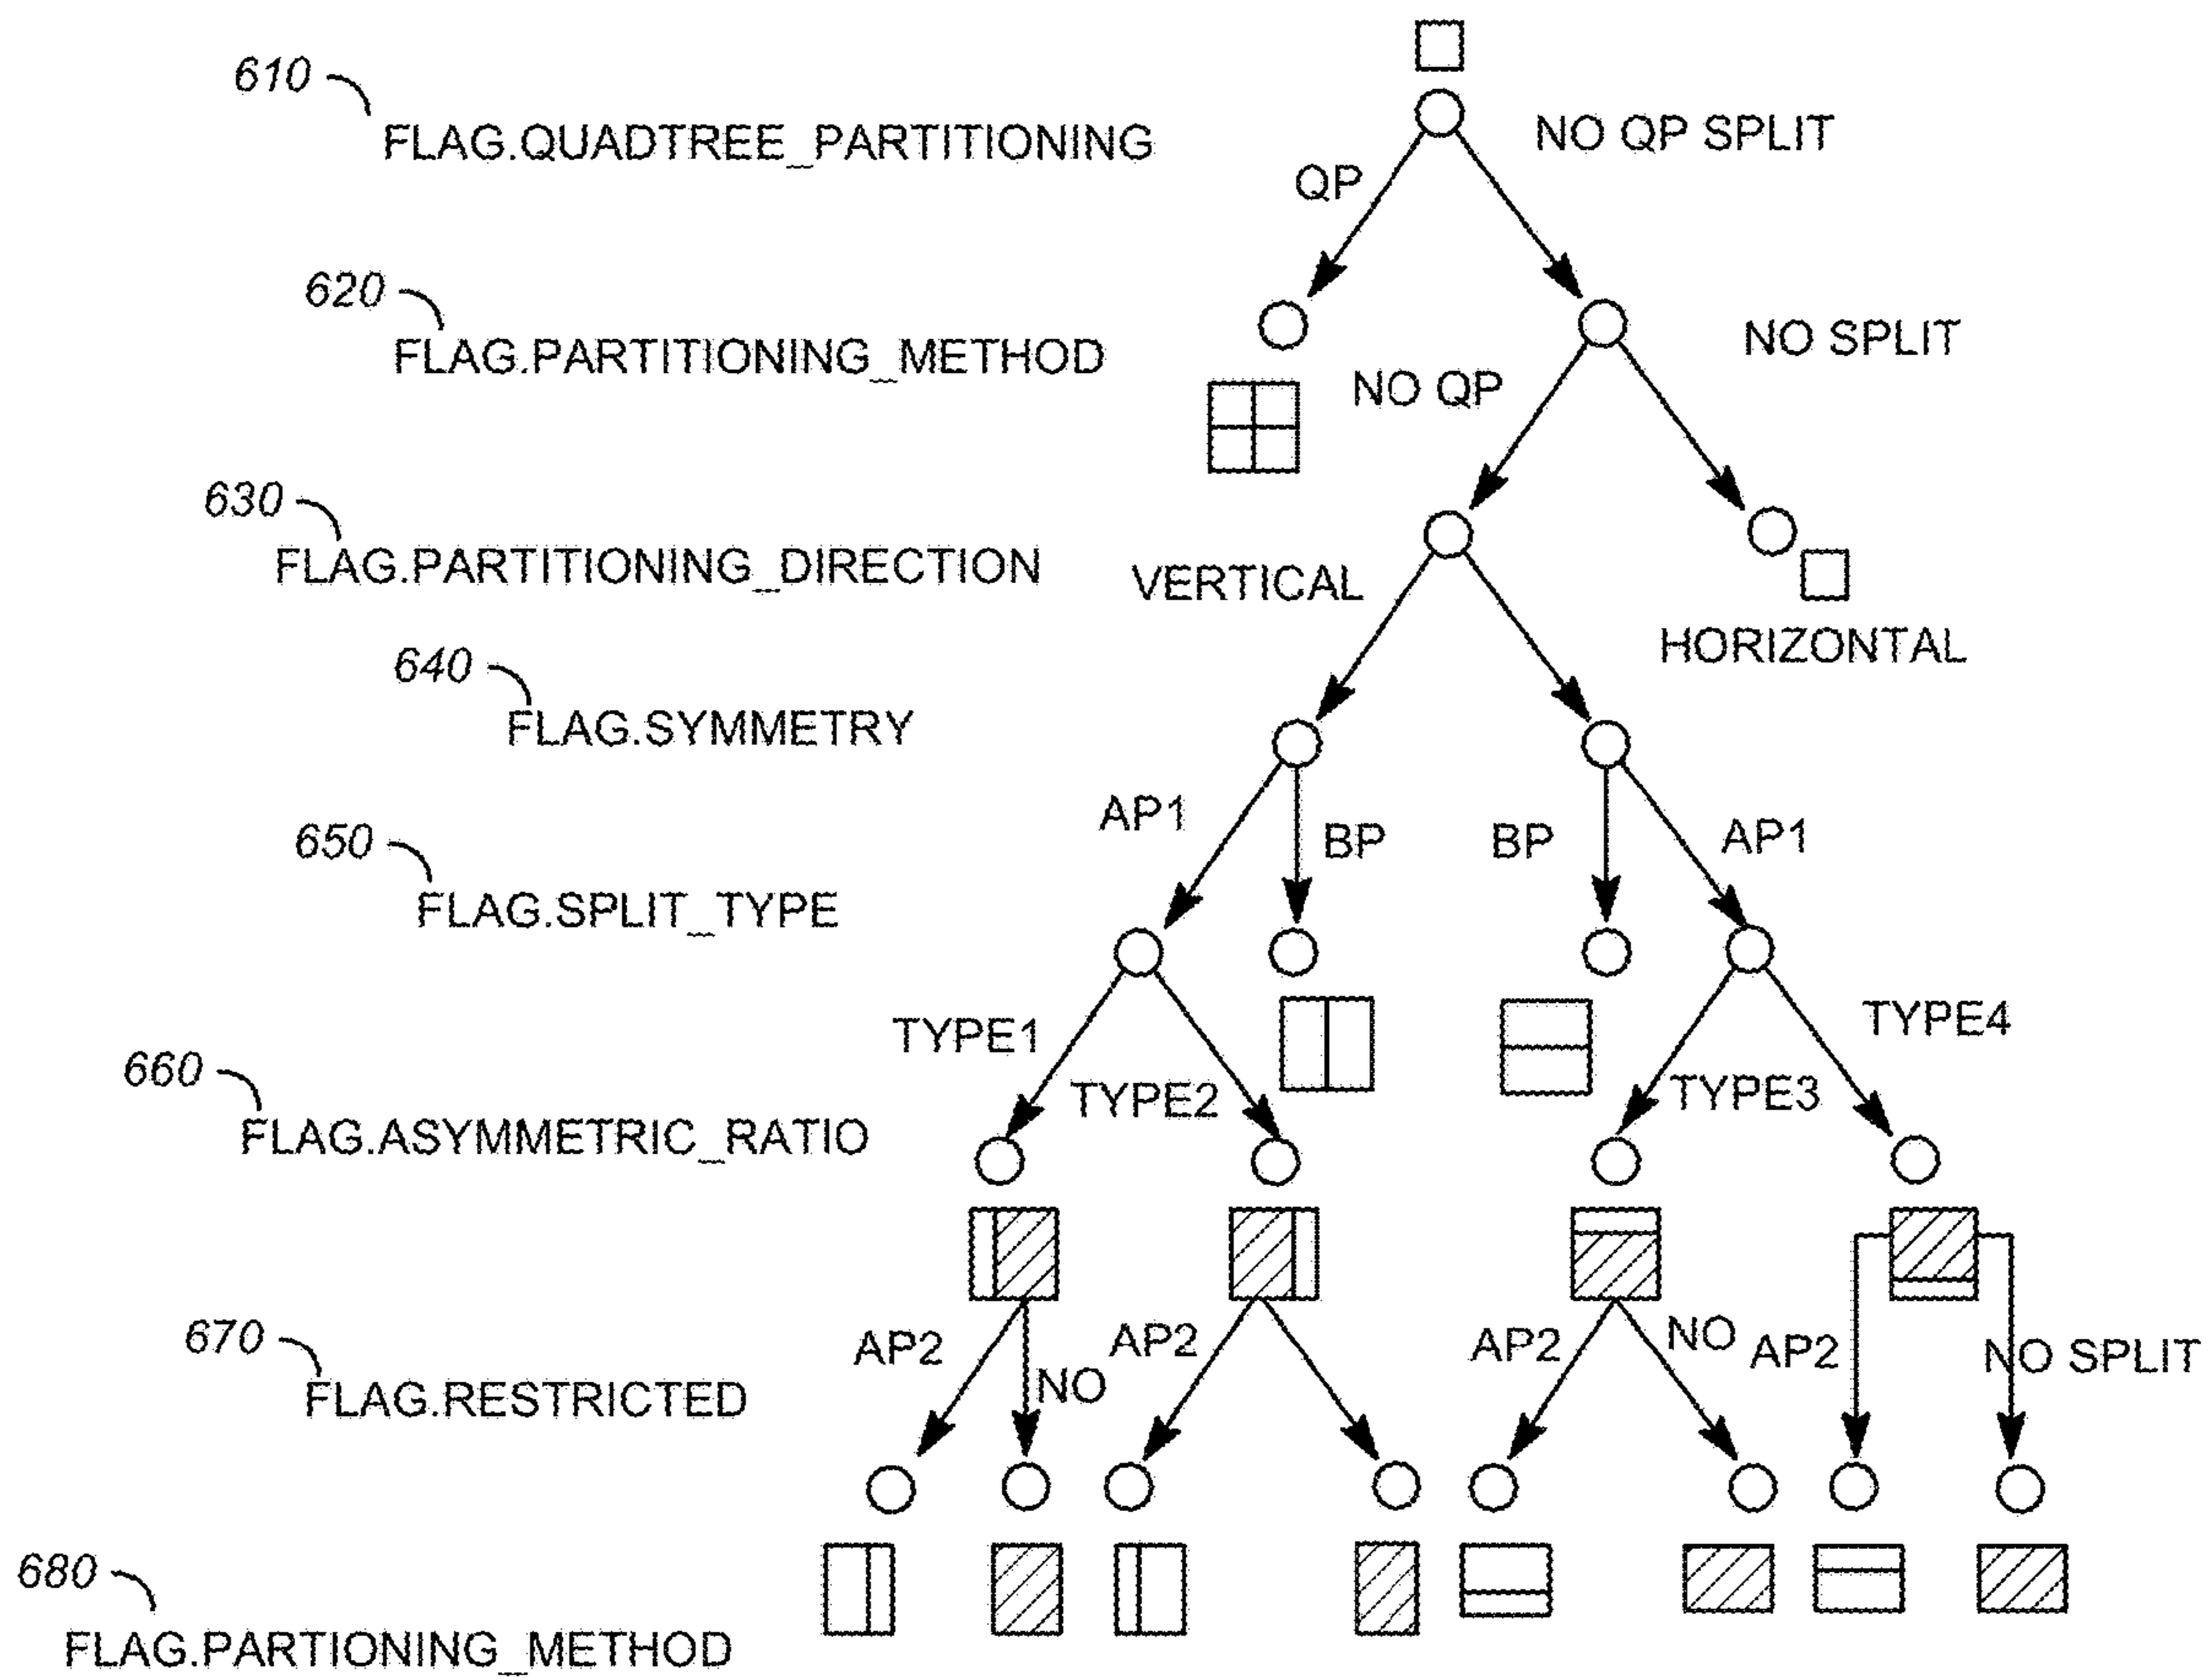 610
FLAG.QUADTREE_PARTITIONING
NO QP SPLIT
QP
620
FLAG.PARTITIONING_METHOD
NO SPLIT
NO QP
630
FLAG.PARTITIONING_DIRECTION
VERTICAL
HORIZONTAL
640
FLAG.SYMMETRY
AP1
BP
BP
AP1
650
FLAG.SPLIT_TYPE
TYPE1
TYPE2
TYPE3
TYPE4
660
FLAG.ASYMMETRIC_RATIO
670
FLAG.RESTRICTED
AP2
NO
AP2
AP2
NO
AP2
NO SPLIT
680
FLAG.PARTIONING_METHOD